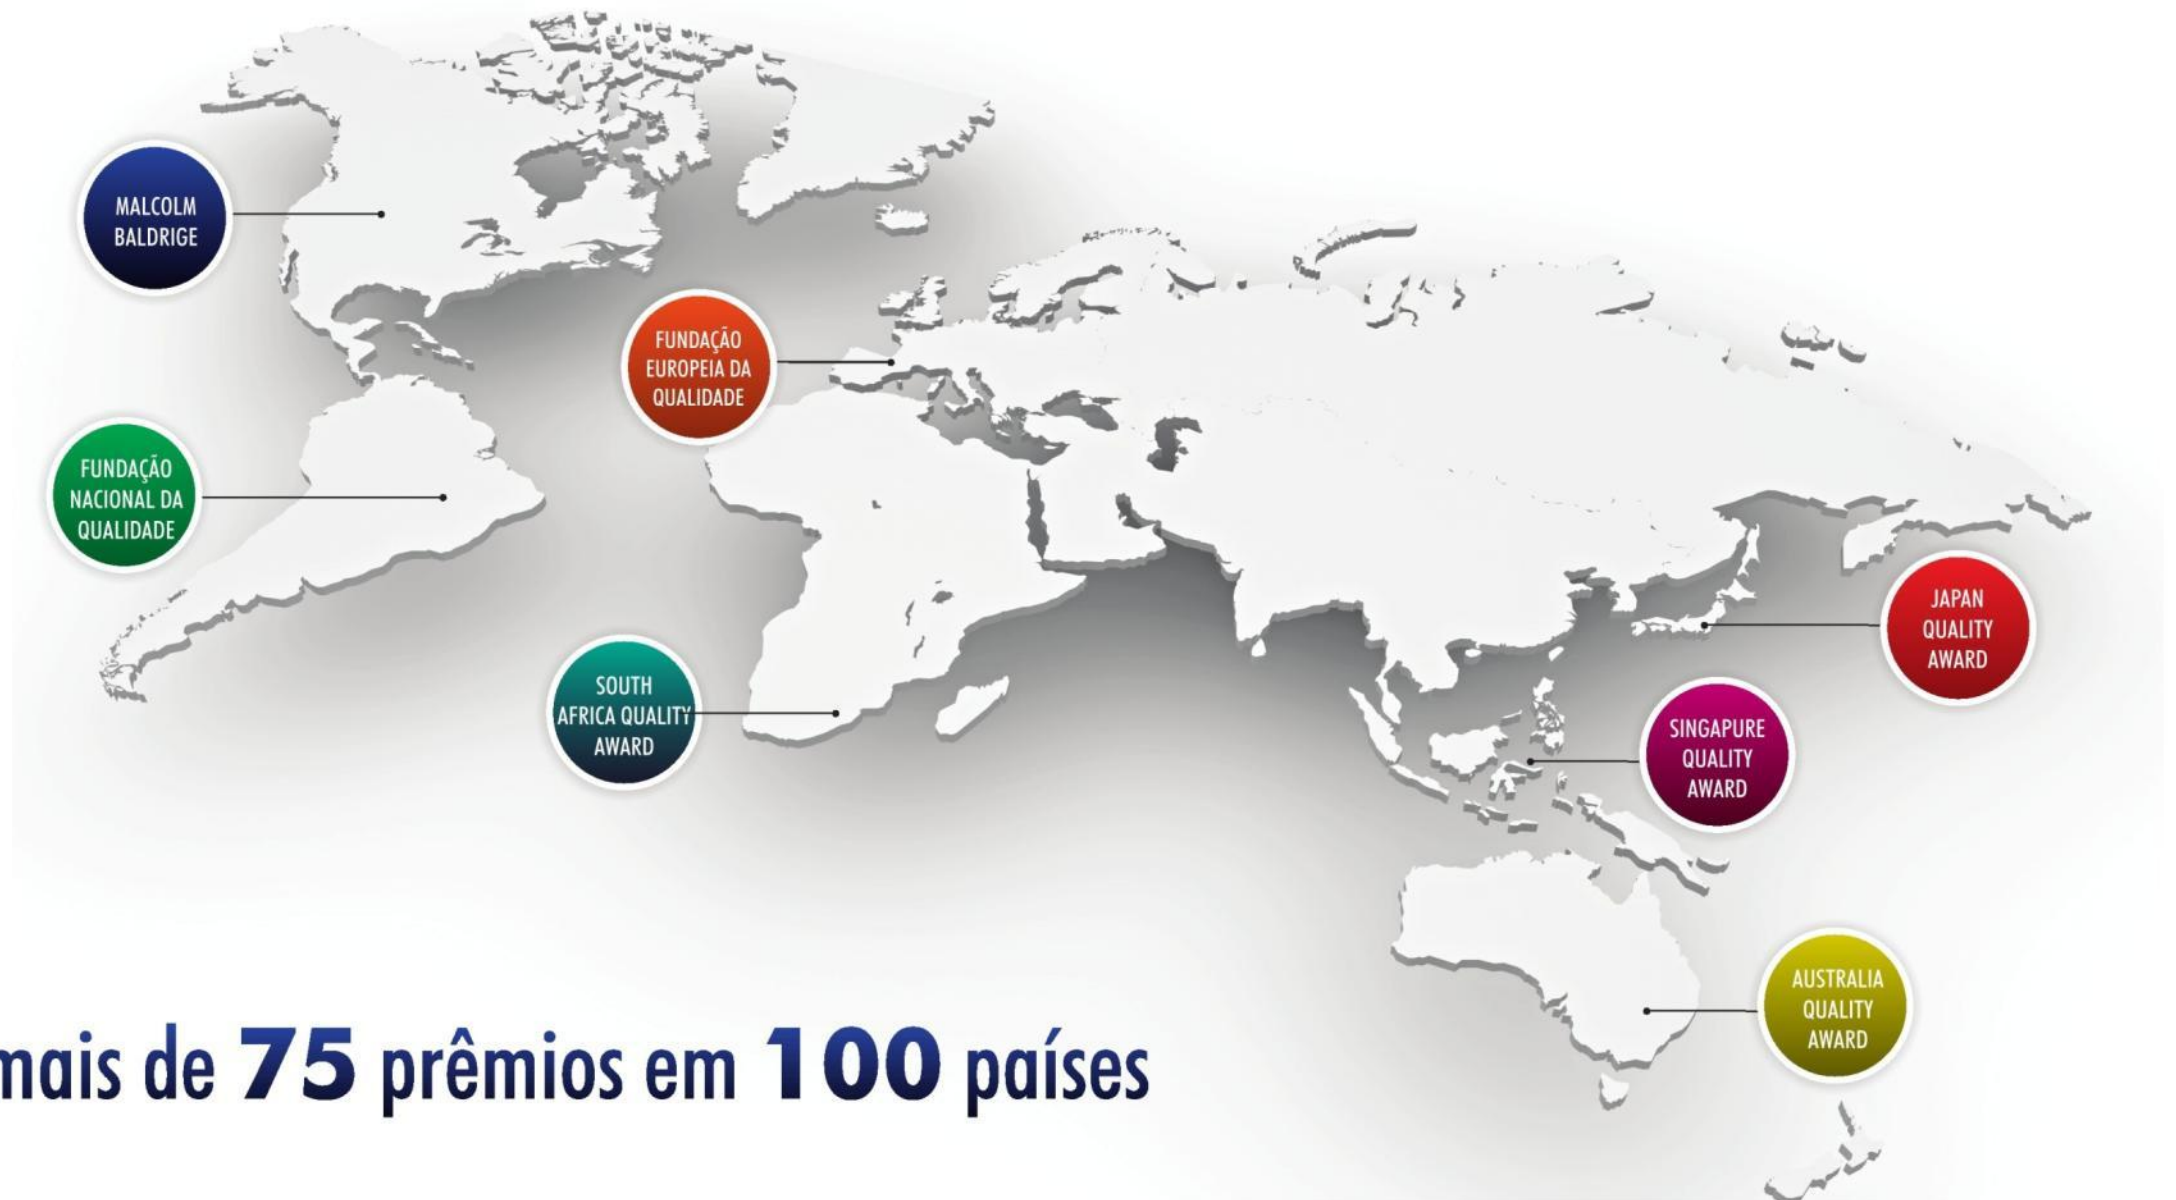 MALCOLM
BALDRIGE
FUNDAÇÃO
EUROPEIA DA
QUALIDADE
FUNDAÇÃO
NACIONAL DA
QUALIDADE
SOUTH
AFRICA QUALITY
AWARD
JAPAN
QUALITY
AWARD
SINGAPURE
QUALITY
AWARD
AUSTRALIA
QUALITY
AWARD
mais de 75 prêmios em 100 países